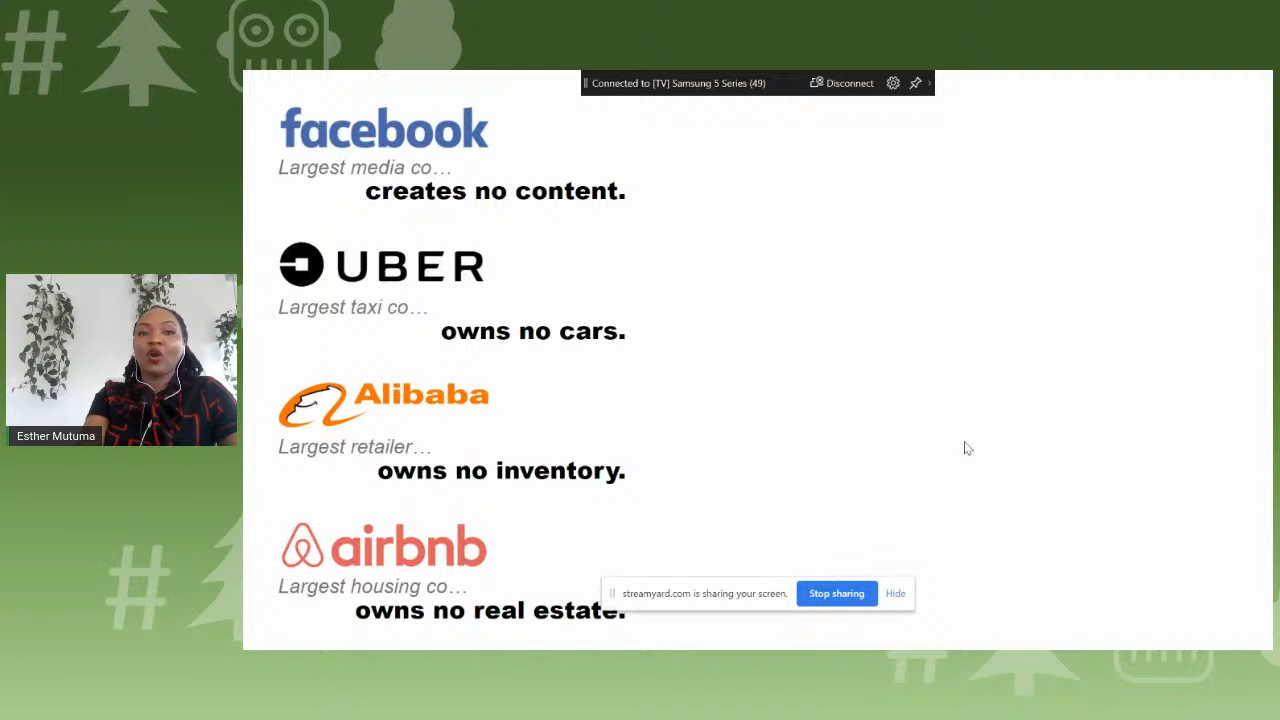 Connected to [TV] Samsung 5 Series (49)
Disconnect
facebook
Largest media co…
creates no content.
UBER
Largest taxi co…
owns no cars.
Alibaba
Largest retailer…
owns no inventory.
airbnb
Largest housing co…
owns no real estate.
streamyard.com is sharing your screen.
Stop sharing
Hide
Esther Mutuma